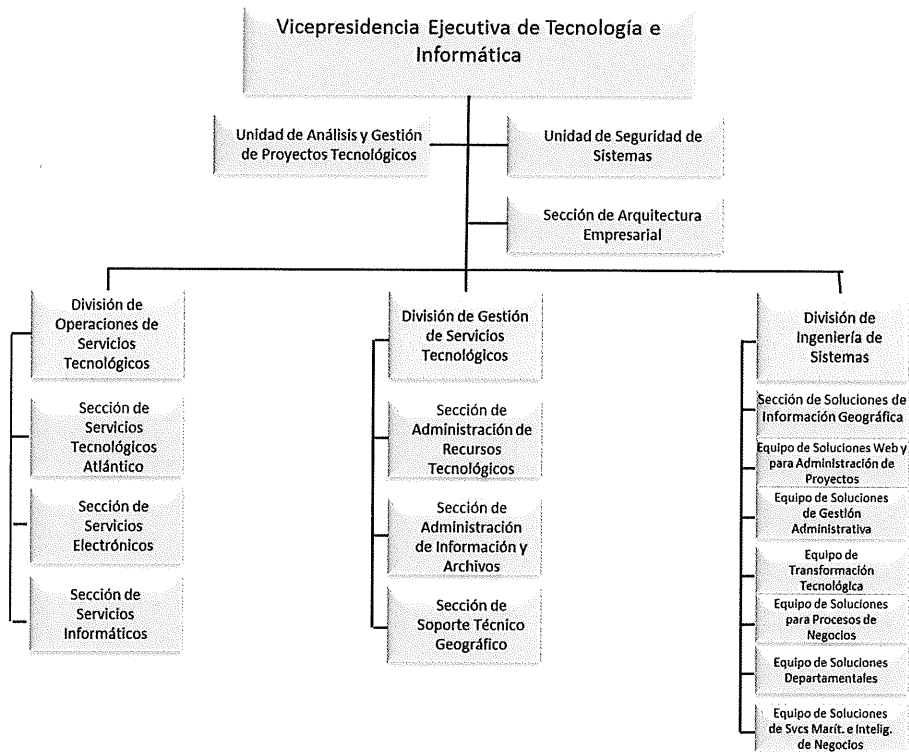 Vicepresidencia Ejecutiva de Tecnología e
Informática
Unidad de Análisis y Gestión
de Proyectos Tecnológicos
Unidad de Seguridad de
Sistemas
Sección de Arquitectura
Empresarial
División de
Operaciones de
Servicios
Tecnológicos
Sección de
Servicios
Tecnológicos
Atlántico
Sección de
Servicios
Electrónicos
Sección de
Servicios
Informáticos
División de Gestión
de Servicios
Tecnológicos
Sección de
Administración de
Recursos
Tecnológicos
Sección de
Administración
de Información y
Archivos
Sección de
Soporte Técnico
Geográfico
División de
Ingeniería de
Sistemas
Sección de Soluciones de
Información Geográfica
Equipo de Soluciones Web y
para Administración de
Proyectos
Equipo de Soluciones
de Gestión
Administrativa
Equipo de
Transformación
Tecnológica
Equipo de Soluciones
para Procesos de
Negocios
Equipo de Soluciones
Departamentales
Equipo de Soluciones
de Svcs Marít. e Intelig.
de Negocios